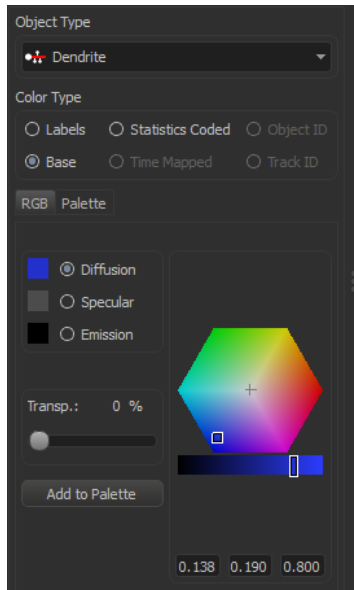 Object Type
Dendrite
Color Type
Labels Statistics Coded Object ID
Base Time Mapped Track ID
RGB Palette
Diffusion
Specular
Emission
Transp.: 0 %
Add to Palette
0.138 0.190 0.800